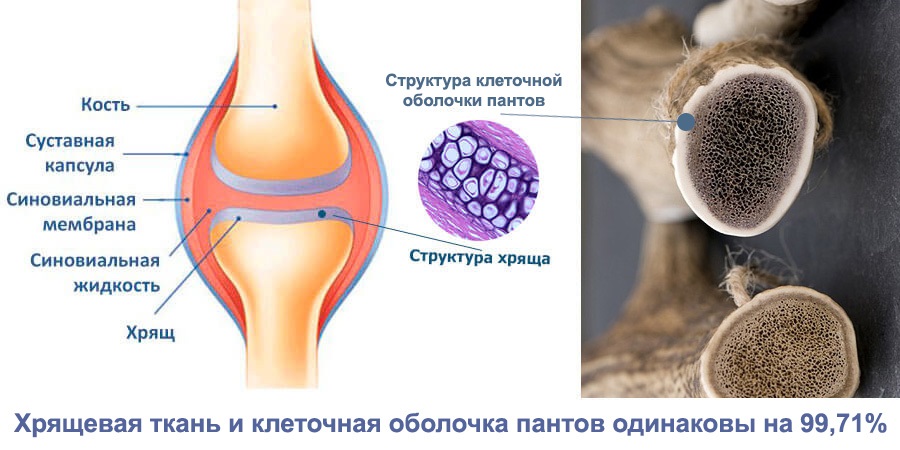 Структура клеточной
оболочки пантов
Кость
Суставная
капсула
Синовиальная
мембрана
Синовиальная
жидкость
Хрящ
Структура хряща
Хрящевая ткань и клеточная оболочка пантов одинаковы на 99,71%